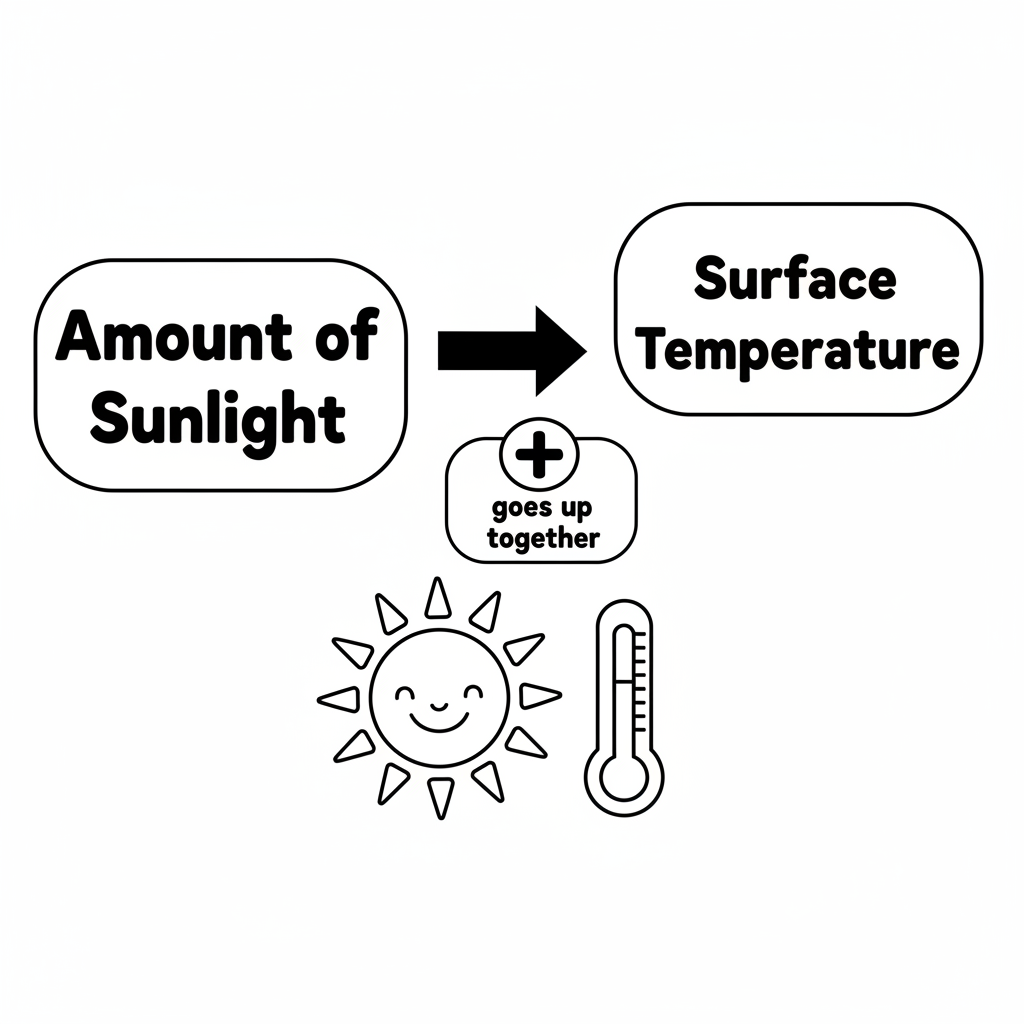 Amount of
Sunlight
Surface
Temperature
+
goes up
together